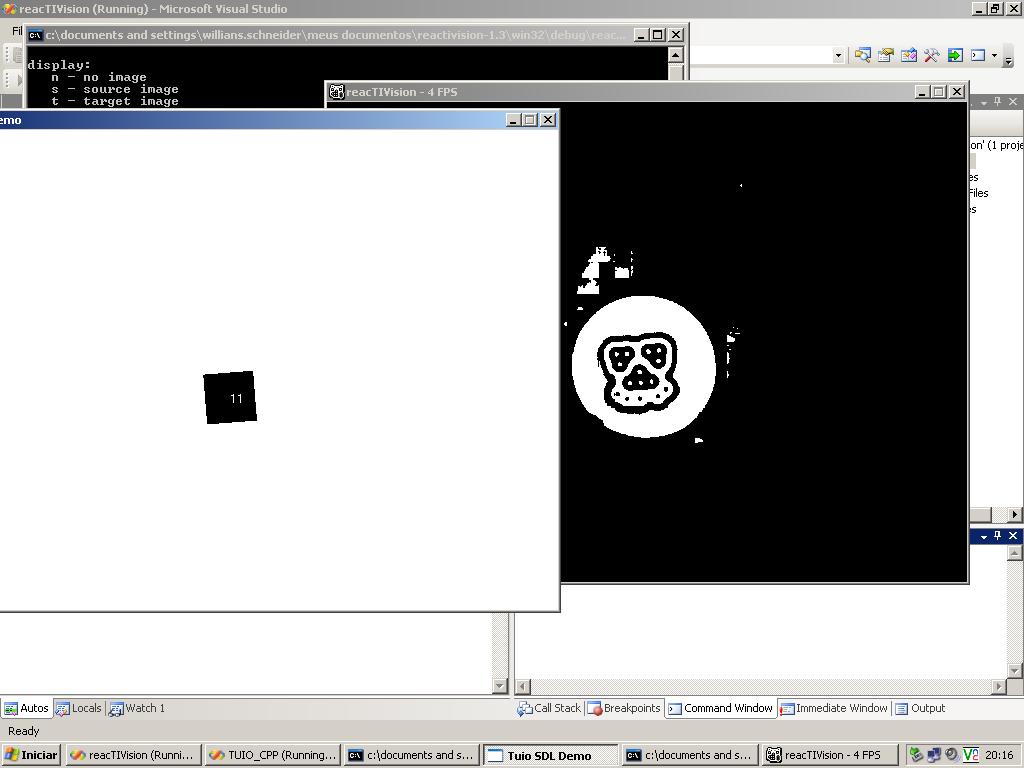 reacTIVision (Running) - Microsoft Visual Studio
c:\documents and settings\willians.schneider\meus documentos\reactivision-1.3\win32\debug\reac...
display:
n - no image
s - source image
t - target image
reacTIVision - 4 FPS
emo
on' (1 proje
es
Files
es
11
Autos Locals Watch 1
Call Stack Breakpoints Command Window Immediate Window Output
Ready
Iniciar reacTIVision (Runni... TUIO_CPP (Running... c:\documents and s... Tuio SDL Demo c:\documents and s... reacTIVision - 4 FPS 20:16